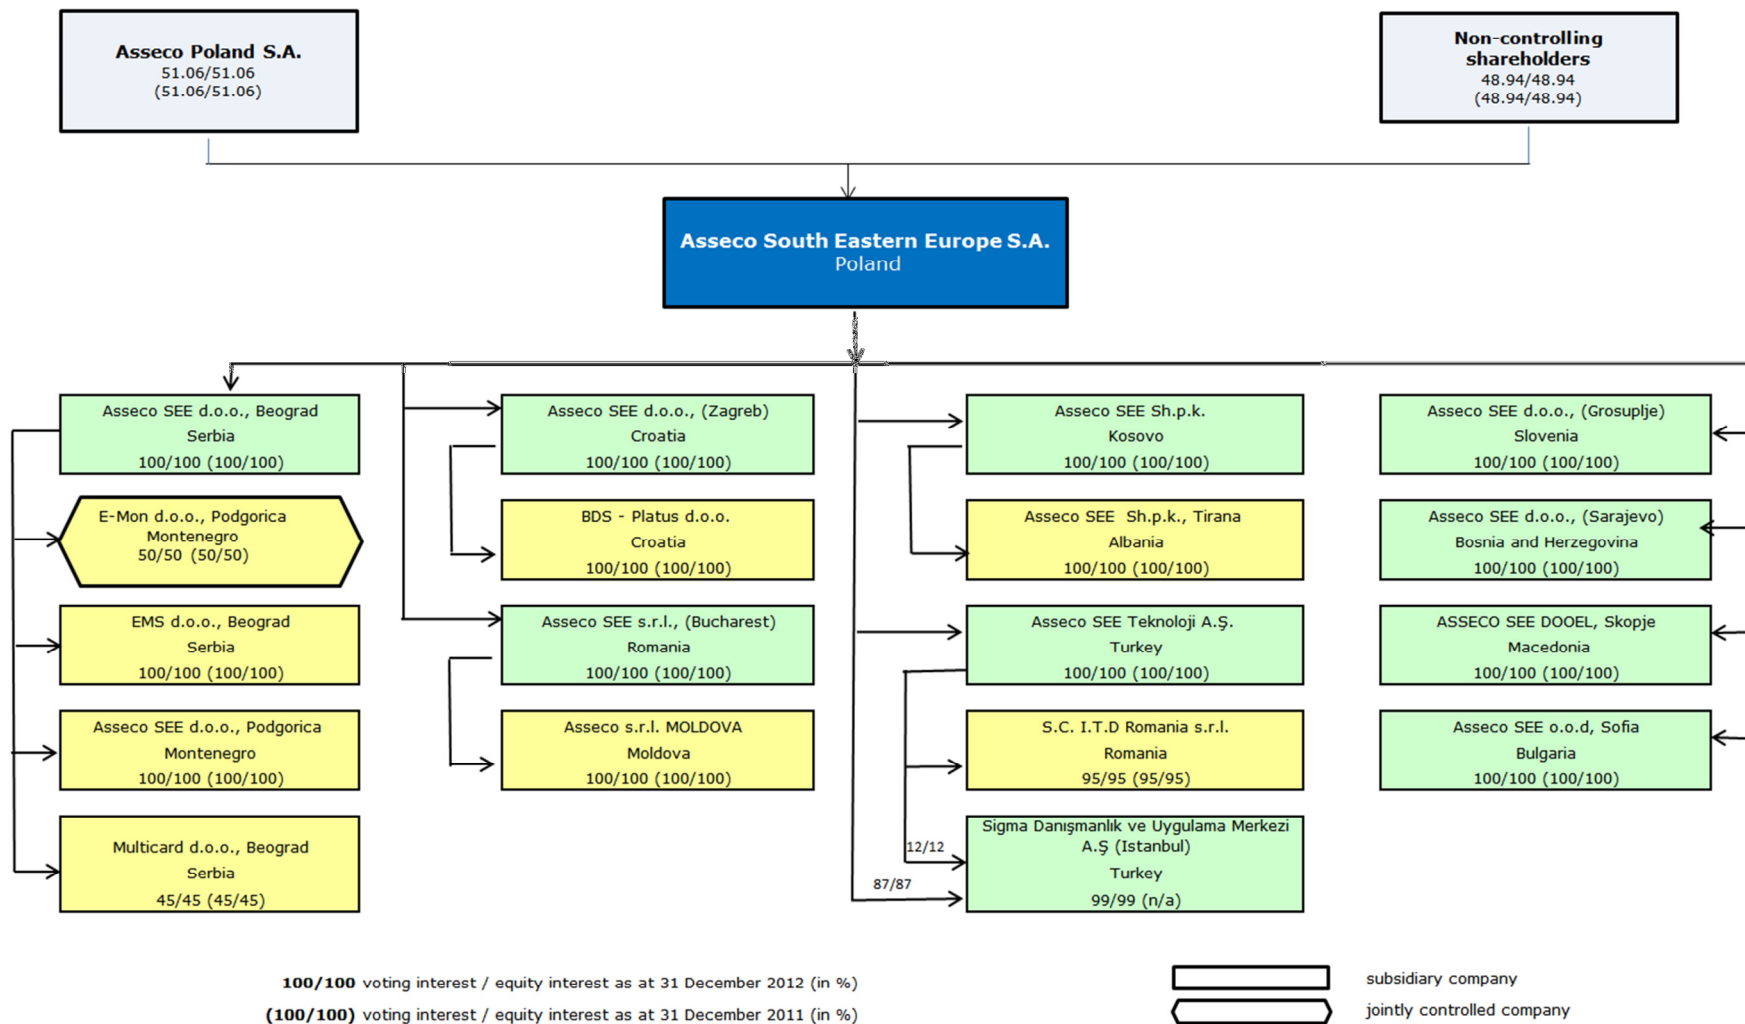 Asseco Poland S.A.
51.06/51.06
(51.06/51.06)
Non-controlling
shareholders
48.94/48.94
(48.94/48.94)
Asseco South Eastern Europe S.A.
Poland
Asseco SEE d.o.o., Beograd
Serbia
100/100 (100/100)
E-Mon d.o.o., Podgorica
Montenegro
50/50 (50/50)
EMS d.o.o., Beograd
Serbia
100/100 (100/100)
Asseco SEE d.o.o., Podgorica
Montenegro
100/100 (100/100)
Multicard d.o.o., Beograd
Serbia
45/45 (45/45)
Asseco SEE d.o.o., (Zagreb)
Croatia
100/100 (100/100)
BDS - Platus d.o.o.
Croatia
100/100 (100/100)
Asseco SEE s.r.l., (Bucharest)
Romania
100/100 (100/100)
Asseco s.r.l. MOLDOVA
Moldova
100/100 (100/100)
Asseco SEE Sh.p.k.
Kosovo
100/100 (100/100)
Asseco SEE Sh.p.k., Tirana
Albania
100/100 (100/100)
Asseco SEE Teknoloji A.Ş.
Turkey
100/100 (100/100)
S.C. I.T.D Romania s.r.l.
Romania
95/95 (95/95)
12/12
87/87
Sigma Danışmanlık ve Uygulama Merkezi
A.Ş (Istanbul)
Turkey
99/99 (n/a)
Asseco SEE d.o.o., (Grosuplje)
Slovenia
100/100 (100/100)
Asseco SEE d.o.o., (Sarajevo)
Bosnia and Herzegovina
100/100 (100/100)
ASSECO SEE DOOEL, Skopje
Macedonia
100/100 (100/100)
Asseco SEE o.o.d, Sofia
Bulgaria
100/100 (100/100)
100/100 voting interest / equity interest as at 31 December 2012 (in %)
(100/100) voting interest / equity interest as at 31 December 2011 (in %)
subsidiary company
jointly controlled company